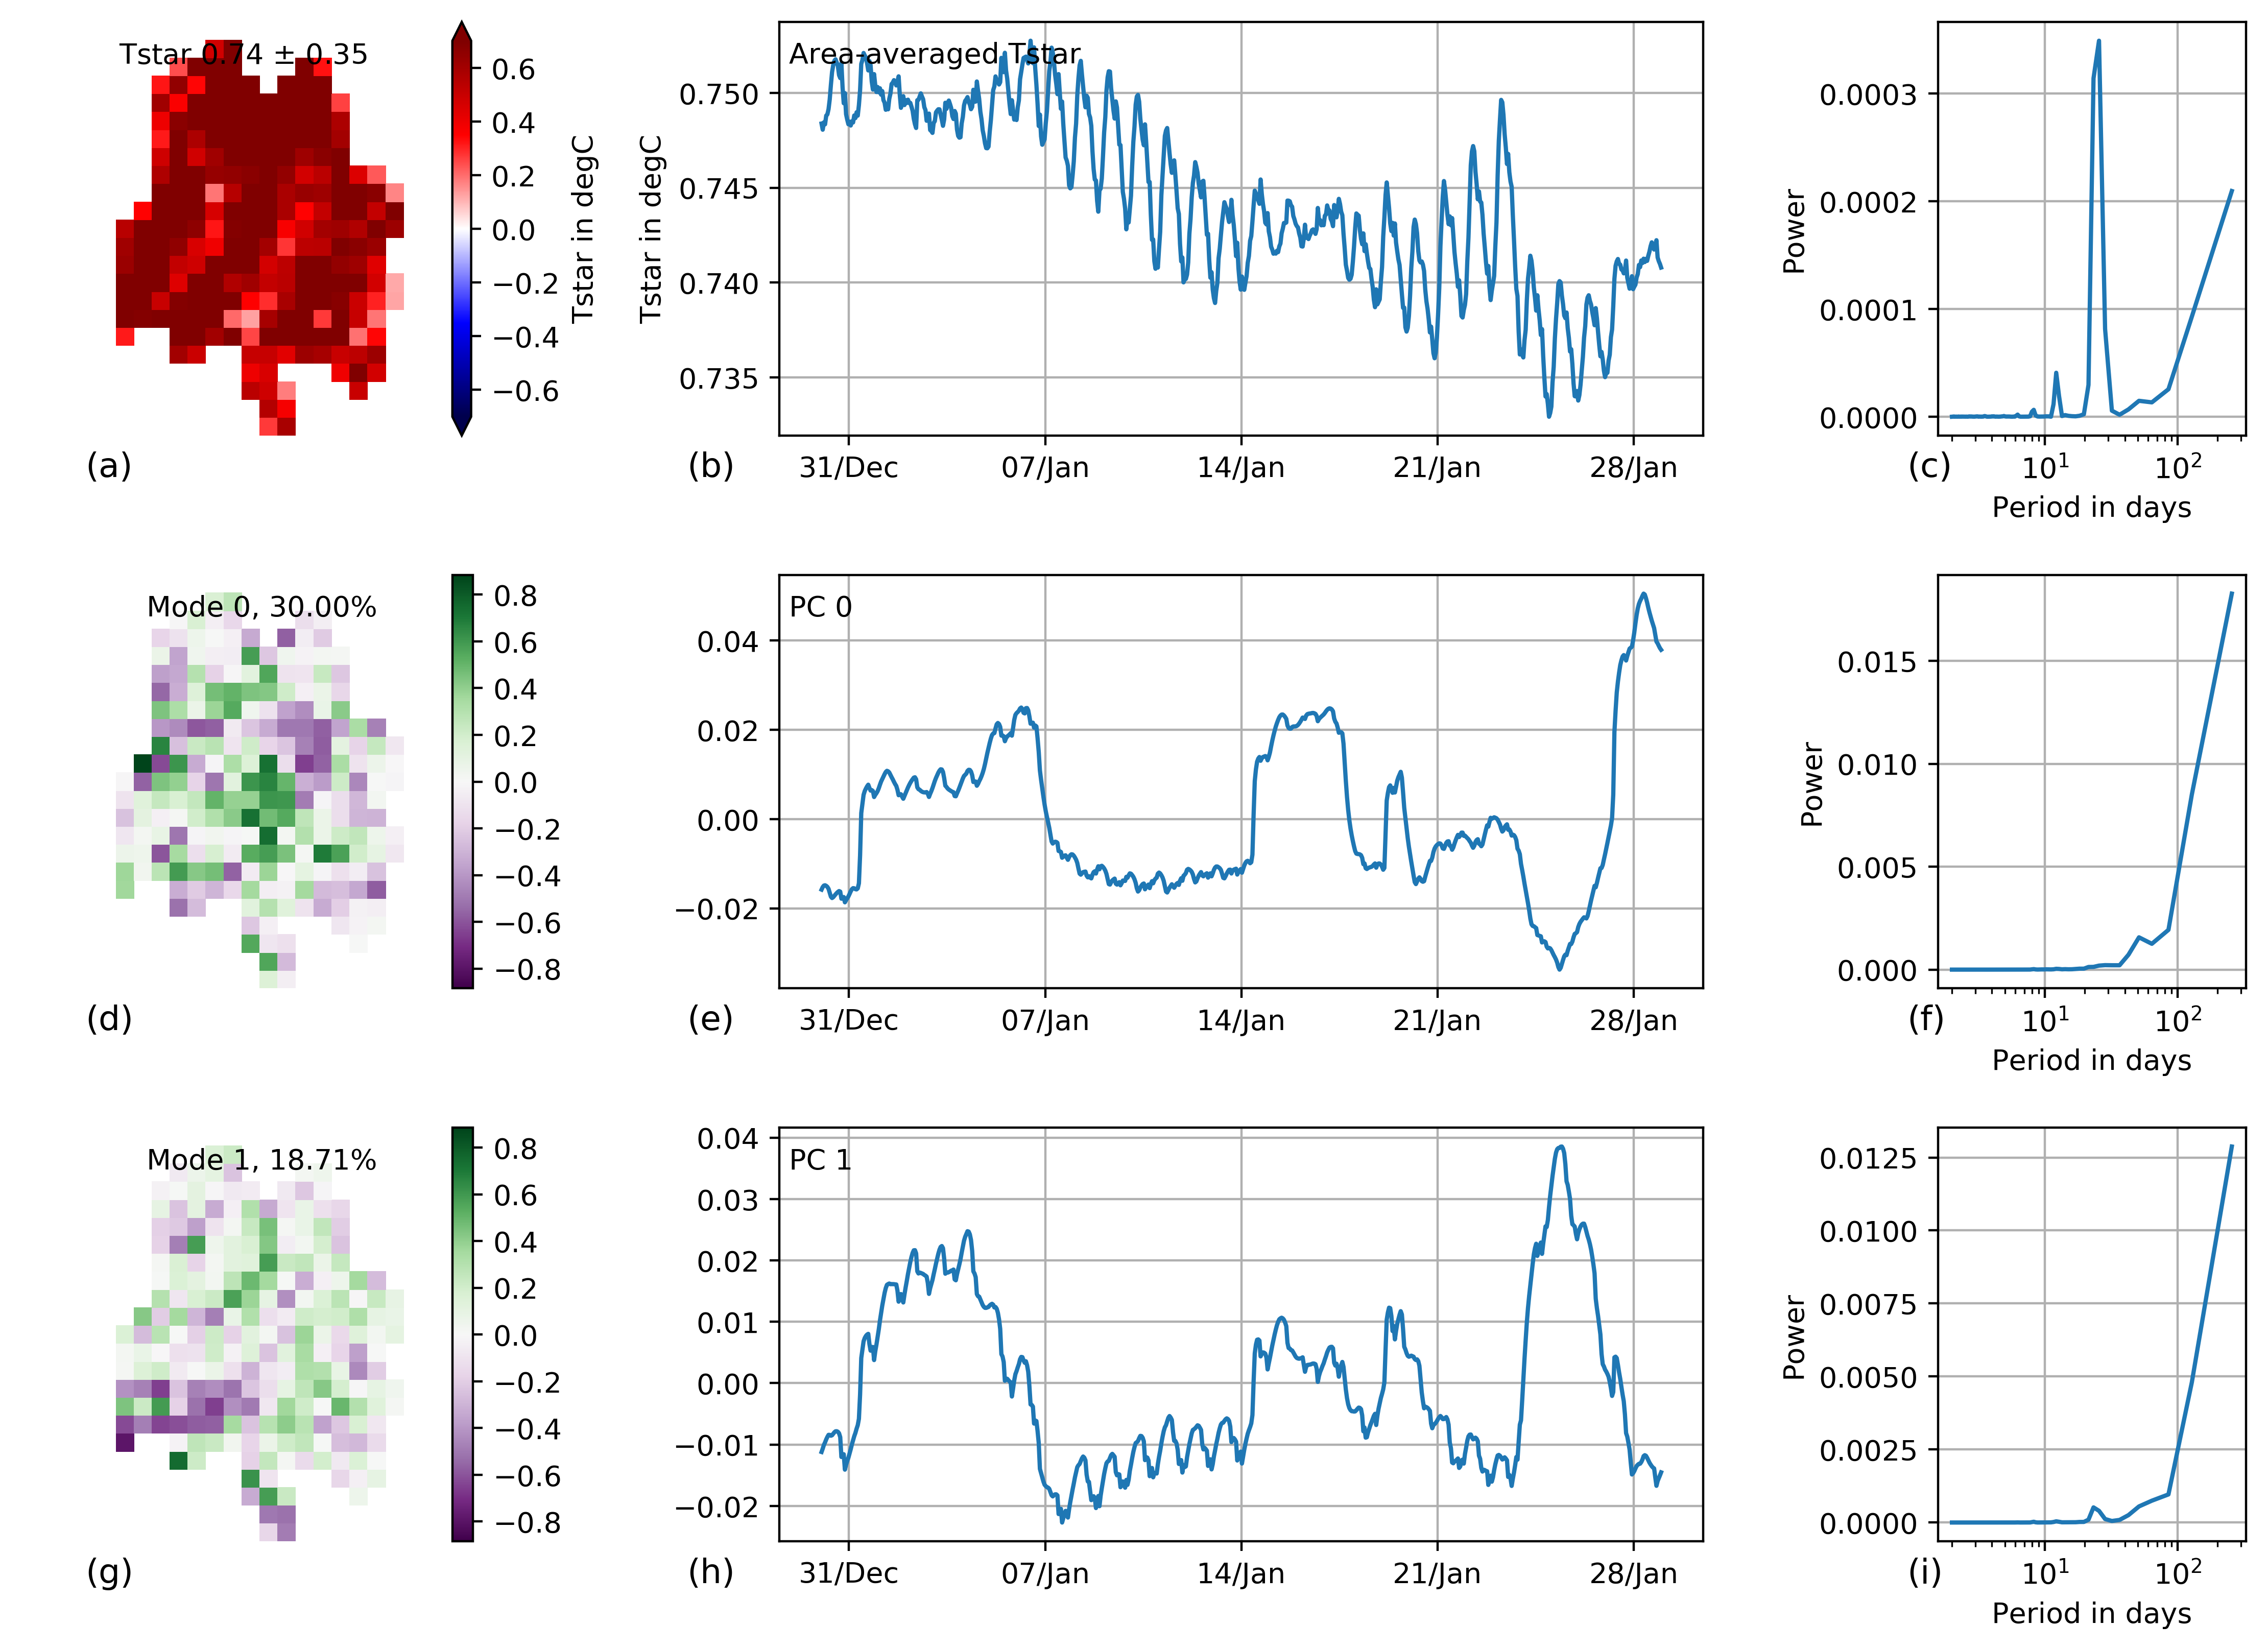 Tstar 0.74 ± 0.35
0.6
0.4
0.2
0.0
−0.2
−0.4
−0.6
Tstar in degC
(a)
Area-averaged Tstar
Tstar in degC
0.750
0.745
0.740
0.735
31/Dec 07/Jan 14/Jan 21/Jan 28/Jan
(b)
Power
0.0003
0.0002
0.0001
0.0000
10¹ 10²
Period in days
(c)
Mode 0, 30.00%
0.8
0.6
0.4
0.2
0.0
−0.2
−0.4
−0.6
−0.8
(d)
PC 0
0.04
0.02
0.00
−0.02
31/Dec 07/Jan 14/Jan 21/Jan 28/Jan
(e)
Power
0.015
0.010
0.005
0.000
10¹ 10²
Period in days
(f)
Mode 1, 18.71%
0.8
0.6
0.4
0.2
0.0
−0.2
−0.4
−0.6
−0.8
(g)
PC 1
0.04
0.03
0.02
0.01
0.00
−0.01
−0.02
31/Dec 07/Jan 14/Jan 21/Jan 28/Jan
(h)
Power
0.0125
0.0100
0.0075
0.0050
0.0025
0.0000
10¹ 10²
Period in days
(i)